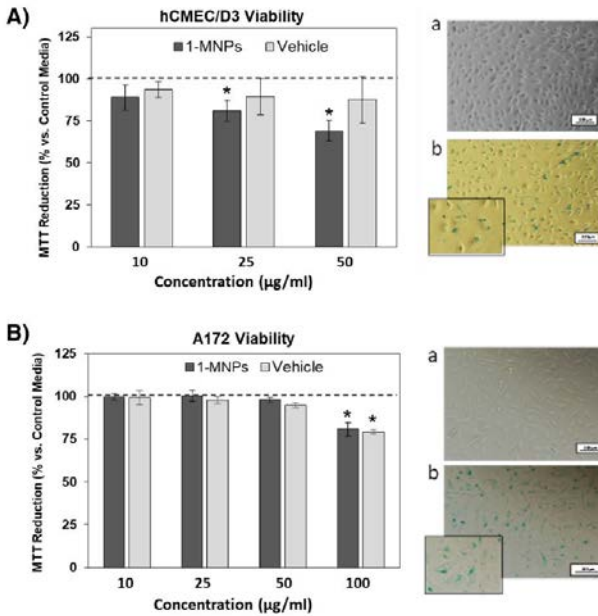 A)
hCMEC/D3 Viability
125
1-MNPs Vehicle
100
*
*
75
50
25
0
MTT Reduction (% vs. Control Media)
10 25 50
Concentration (µg/ml)
a
b
B)
A172 Viability
125
1-MNPs Vehicle
100
* *
75
50
25
0
MTT Reduction (% vs. Control Media)
10 25 50 100
Concentration (µg/ml)
a
b